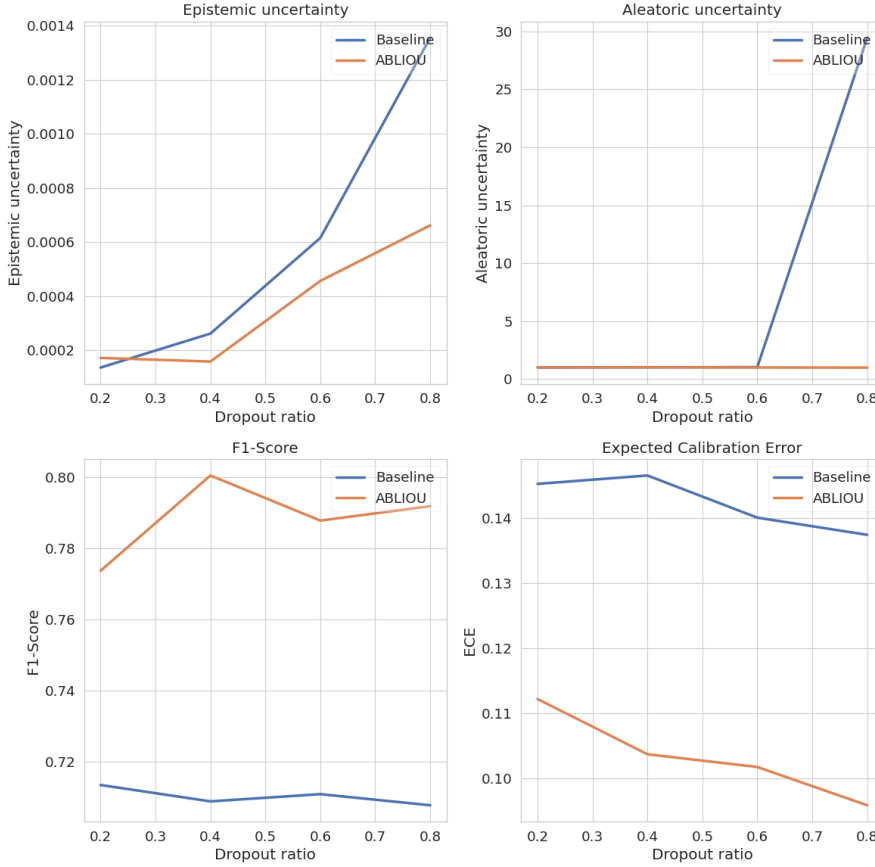 Epistemic uncertainty
0.0014
0.0012
0.0010
0.0008
0.0006
0.0004
0.0002
Epistemic uncertainty
Baseline
ABLIOU
0.2 0.3 0.4 0.5 0.6 0.7 0.8
Dropout ratio
Aleatoric uncertainty
30
25
20
15
10
5
0
Aleatoric uncertainty
Baseline
ABLIOU
0.2 0.3 0.4 0.5 0.6 0.7 0.8
Dropout ratio
F1-Score
0.80
0.78
0.76
0.74
0.72
F1-Score
Baseline
ABLIOU
0.2 0.3 0.4 0.5 0.6 0.7 0.8
Dropout ratio
Expected Calibration Error
0.14
0.13
0.12
0.11
0.10
ECE
Baseline
ABLIOU
0.2 0.3 0.4 0.5 0.6 0.7 0.8
Dropout ratio